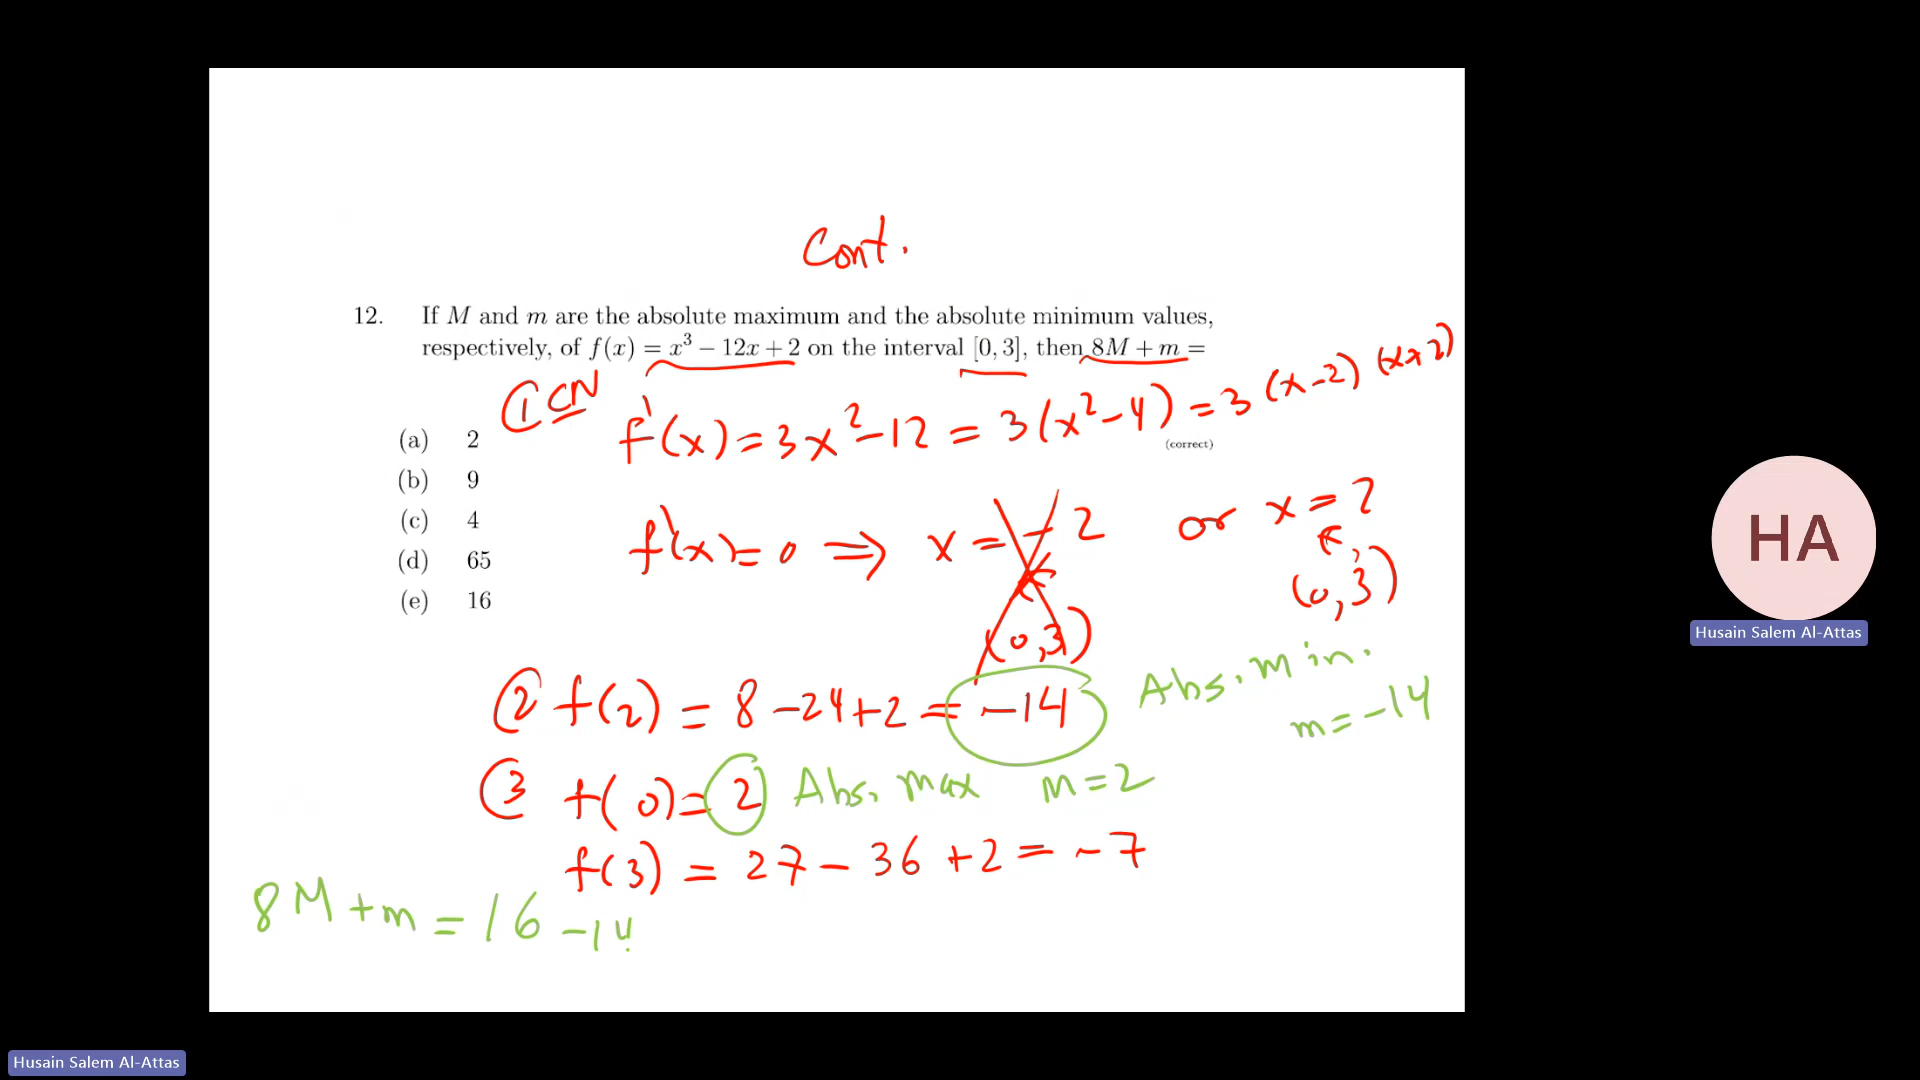 Cont.
12. If M and m are the absolute maximum and the absolute minimum values,
respectively, of f(x) = x³ − 12x + 2 on the interval [0, 3], then 8M + m =
① CN
f'(x) = 3x² − 12 = 3(x² − 4) = 3 (x − 2) (x + 2)
(a) 2
(correct)
(b) 9
(c) 4
(d) 65
(e) 16
f'(x) = 0 ⇒ x = − 2 or x = 2
(0, 3)
(0, 3)
② f(2) = 8 − 24 + 2 = −14 Abs. min.
m = −14
③ f(0) = 2 Abs. max M = 2
f(3) = 27 − 36 + 2 = −7
8M + m = 16 − 14
HA
Husain Salem Al-Attas
Husain Salem Al-Attas